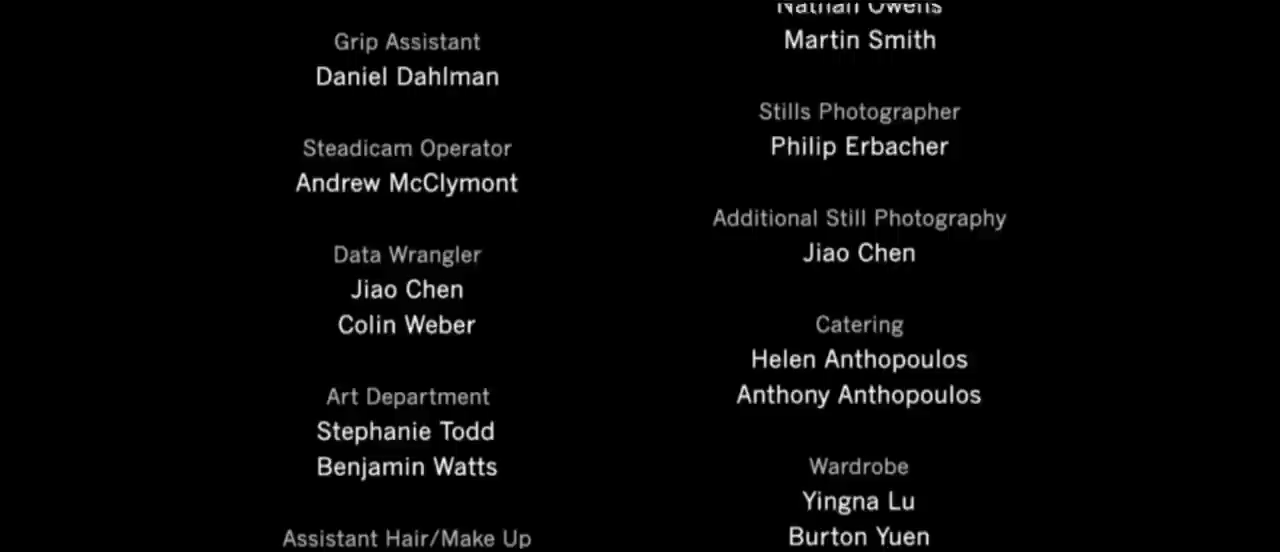 Grip Assistant
Daniel Dahlman
Steadicam Operator
Andrew McClymont
Data Wrangler
Jiao Chen
Colin Weber
Art Department
Stephanie Todd
Benjamin Watts
Assistant Hair/Make Up
Nathan Owens
Martin Smith
Stills Photographer
Philip Erbacher
Additional Still Photography
Jiao Chen
Catering
Helen Anthopoulos
Anthony Anthopoulos
Wardrobe
Yingna Lu
Burton Yuen